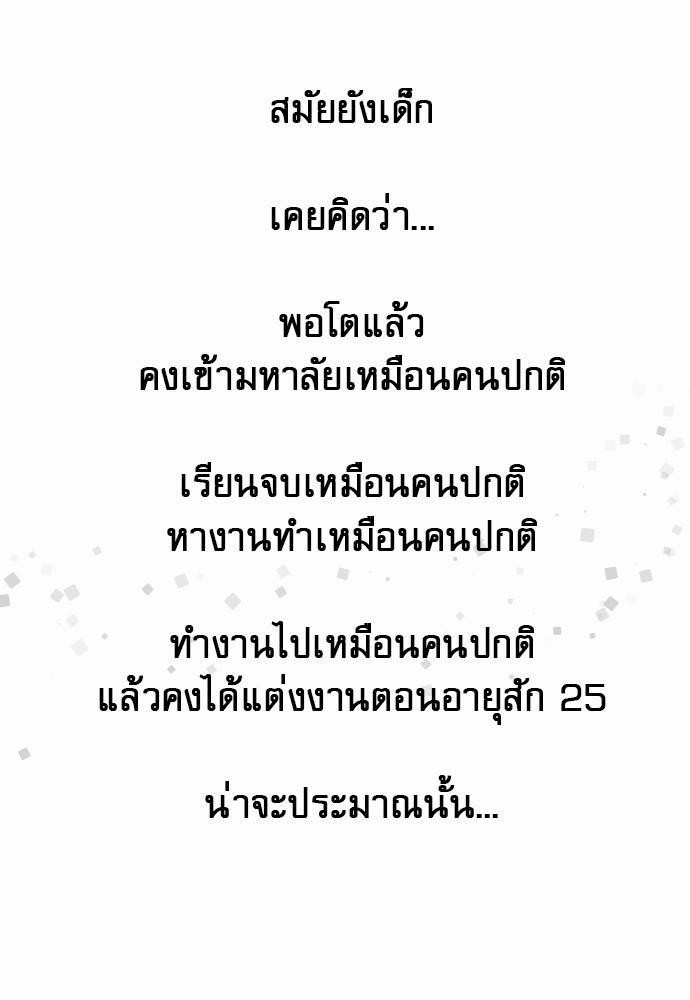 สมัยยังเด็ก
เคยคิดว่า...
พอโตแล้ว
คงเข้ามหาลัยเหมือนคนปกติ
เรียนจบเหมือนคนปกติ
หางานทำเหมือนคนปกติ
ทำงานไปเหมือนคนปกติ
แล้วคงได้แต่งงานตอนอายุสัก 25
น่าจะประมาณนั้น...